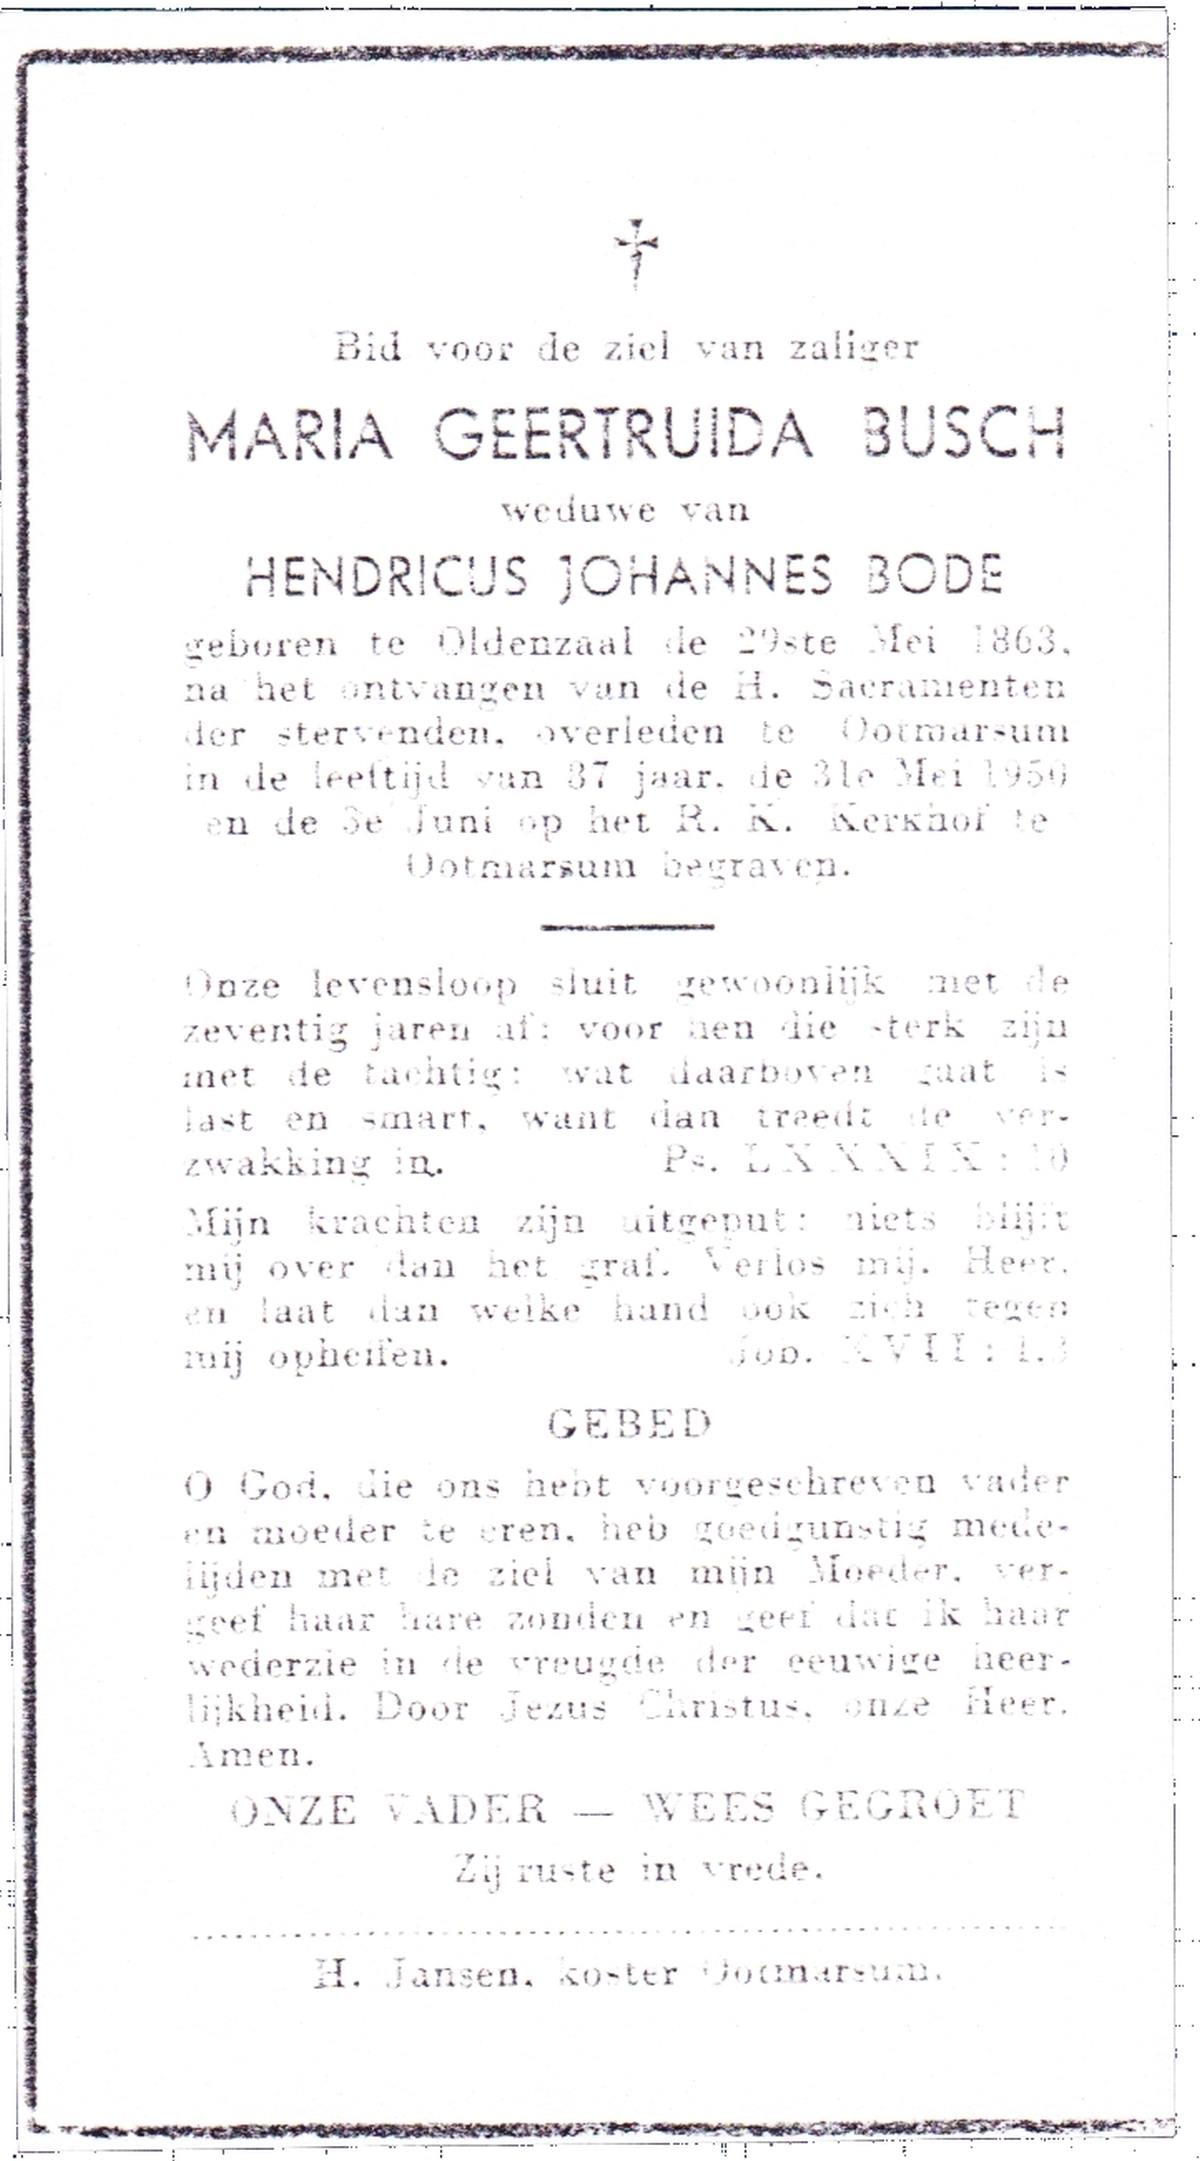 Bid voor de ziel van zaliger
MARIA GEERTRUIDA BUSCH
weduwe van
HENDRICUS JOHANNES BODE
geboren te Oldenzaal de 29ste Mei 1863,
na het ontvangen van de H. Sacramenten
der stervenden, overleden te Ootmarsum
in de leeftijd van 87 jaar, de 31e Mei 1950
en de 3e Juni op het R. K. Kerkhof te
Ootmarsum begraven.
Onze levensloop sluit gewoonlijk met de
zeventig jaren af: voor hen die sterk zijn
met de tachtig: wat daarboven gaat is
last en smart, want dan treedt de ver-
zwakking in. Ps. LXXXIX:10
Mijn krachten zijn uitgeput: niets blijft
mij over dan het graf. Verlos mij, Heer,
en laat dan welke hand ook zich tegen
mij opheffen. Job. XVII:1.3
GEBED
O God, die ons hebt voorgeschreven vader
en moeder te eren, heb goedgunstig mede-
lijden met de ziel van mijn Moeder, ver-
geef haar hare zonden en geef dat ik haar
wederzie in de vreugde der eeuwige heer-
lijkheid. Door Jezus Christus, onze Heer.
Amen.
ONZE VADER — WEES GEGROET
Zij ruste in vrede.
H. Jansen, koster Ootmarsum.